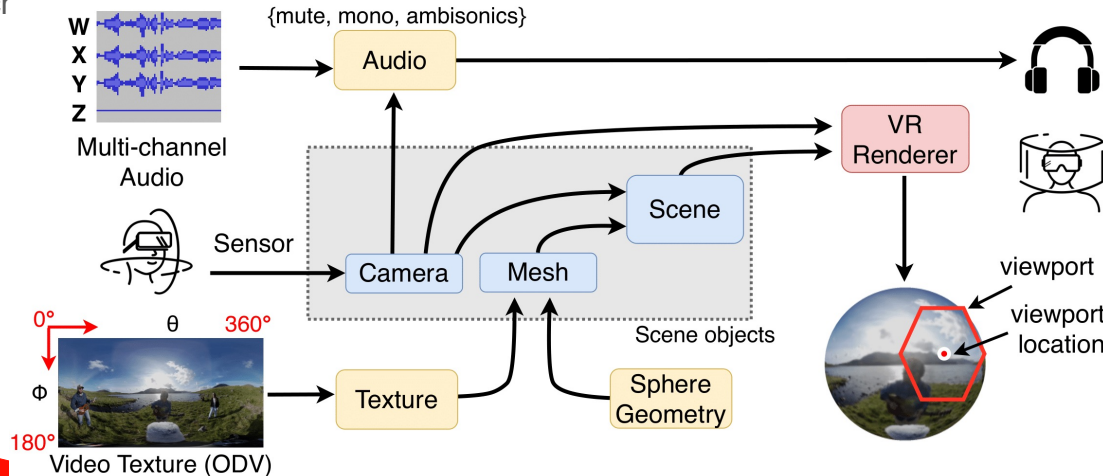 {mute, mono, ambisonics}
W
X
Y
Z
Multi-channel
Audio
Audio
VR
Renderer
Scene
Sensor
Camera
Mesh
Scene objects
viewport
viewport
location
0°
θ
360°
Φ
180°
Texture
Sphere
Geometry
Video Texture (ODV)